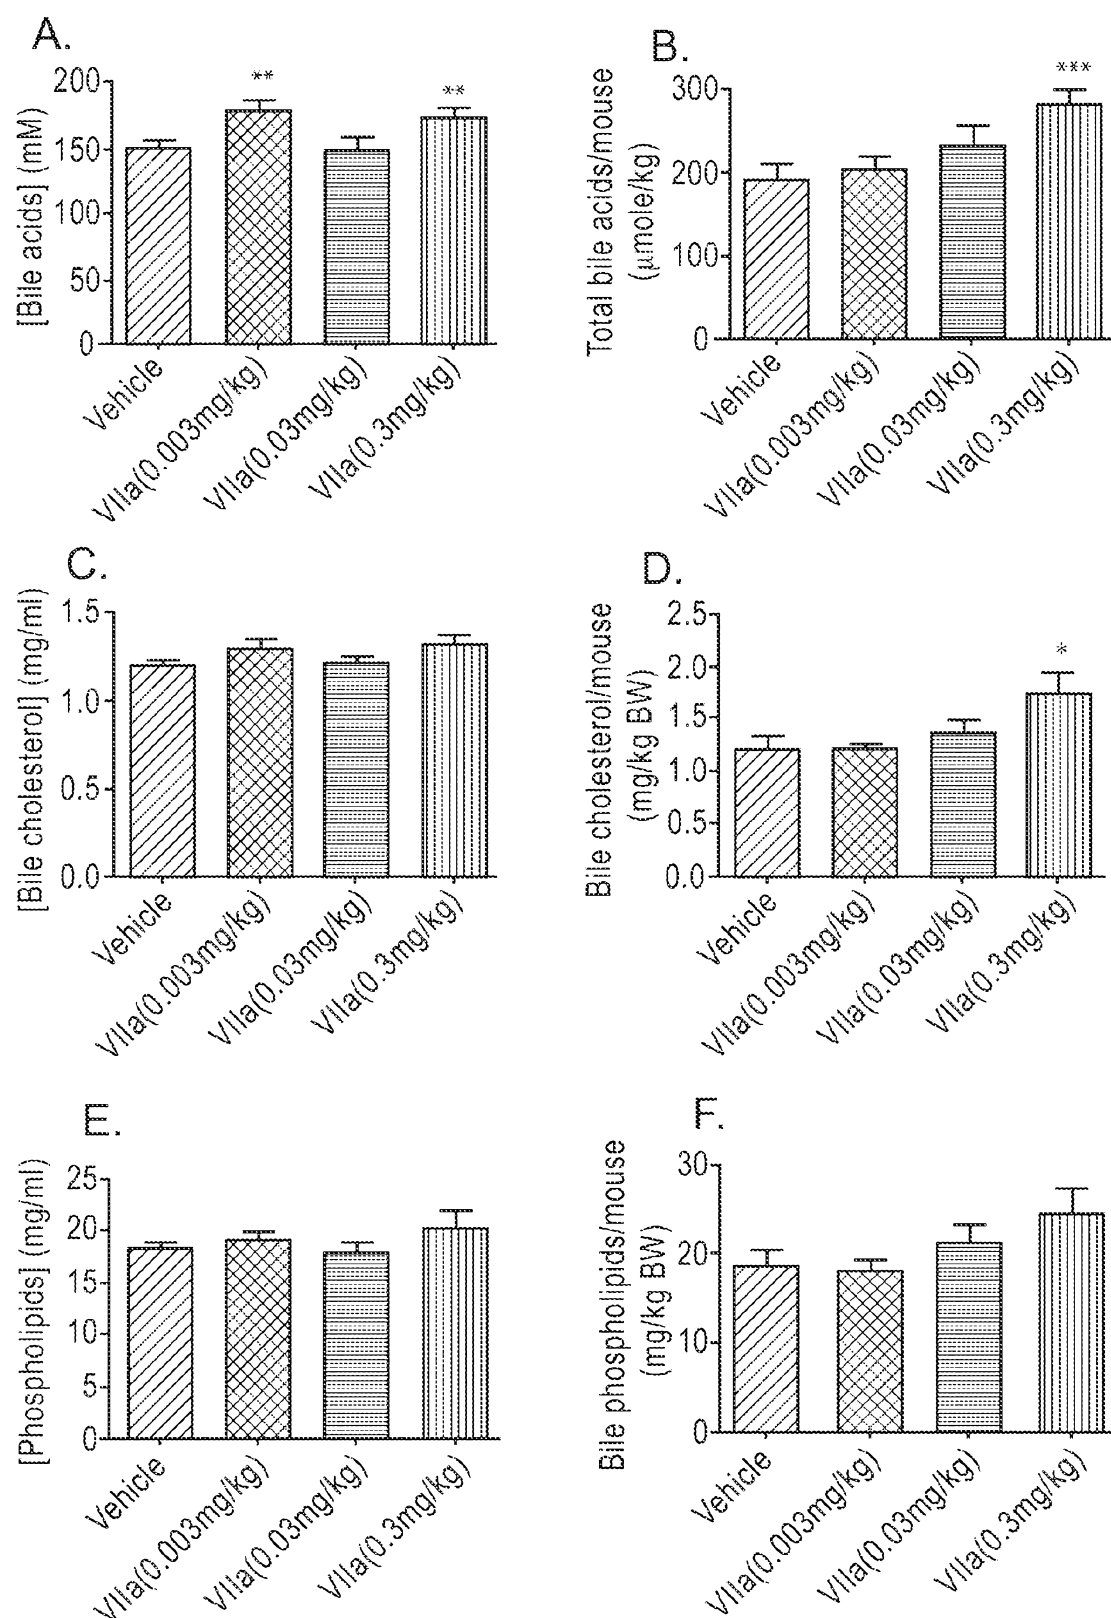 A.
[Bile acids] (mM)
200
150
100
50
0
**
**
Vehicle
VIIa(0.003mg/kg)
VIIa(0.03mg/kg)
VIIa(0.3mg/kg)
B.
Total bile acids/mouse
(μmole/kg)
300
200
100
0
***
Vehicle
VIIa(0.003mg/kg)
VIIa(0.03mg/kg)
VIIa(0.3mg/kg)
C.
[Bile cholesterol] (mg/ml)
1.5
1.0
0.5
0.0
Vehicle
VIIa(0.003mg/kg)
VIIa(0.03mg/kg)
VIIa(0.3mg/kg)
D.
Bile cholesterol/mouse
(mg/kg BW)
2.5
2.0
1.5
1.0
0.5
0.0
*
Vehicle
VIIa(0.003mg/kg)
VIIa(0.03mg/kg)
VIIa(0.3mg/kg)
E.
[Phospholipids] (mg/ml)
25
20
15
10
5
0
Vehicle
VIIa(0.003mg/kg)
VIIa(0.03mg/kg)
VIIa(0.3mg/kg)
F.
Bile phospholipids/mouse
(mg/kg BW)
30
20
10
0
Vehicle
VIIa(0.003mg/kg)
VIIa(0.03mg/kg)
VIIa(0.3mg/kg)